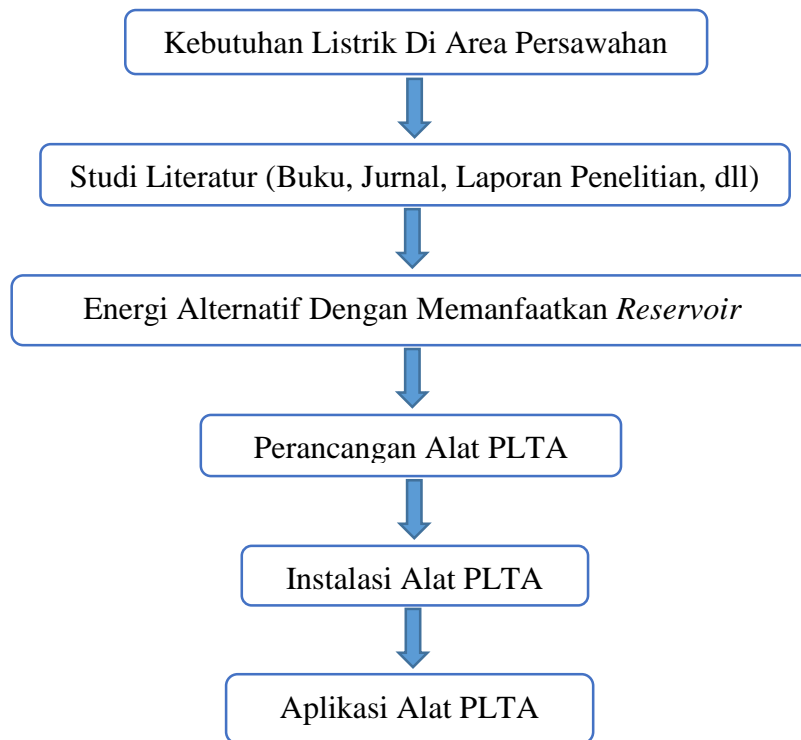 Kebutuhan Listrik Di Area Persawahan
Studi Literatur (Buku, Jurnal, Laporan Penelitian, dll)
Energi Alternatif Dengan Memanfaatkan Reservoir
Perancangan Alat PLTA
Instalasi Alat PLTA
Aplikasi Alat PLTA